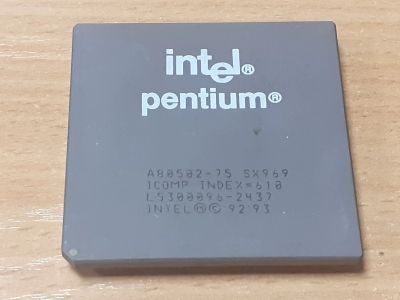 intel®
pentium®
A80502-75 SX969
ICOMP INDEX=610
L5300096-2437
INTEL Ⓜ © '92 '93